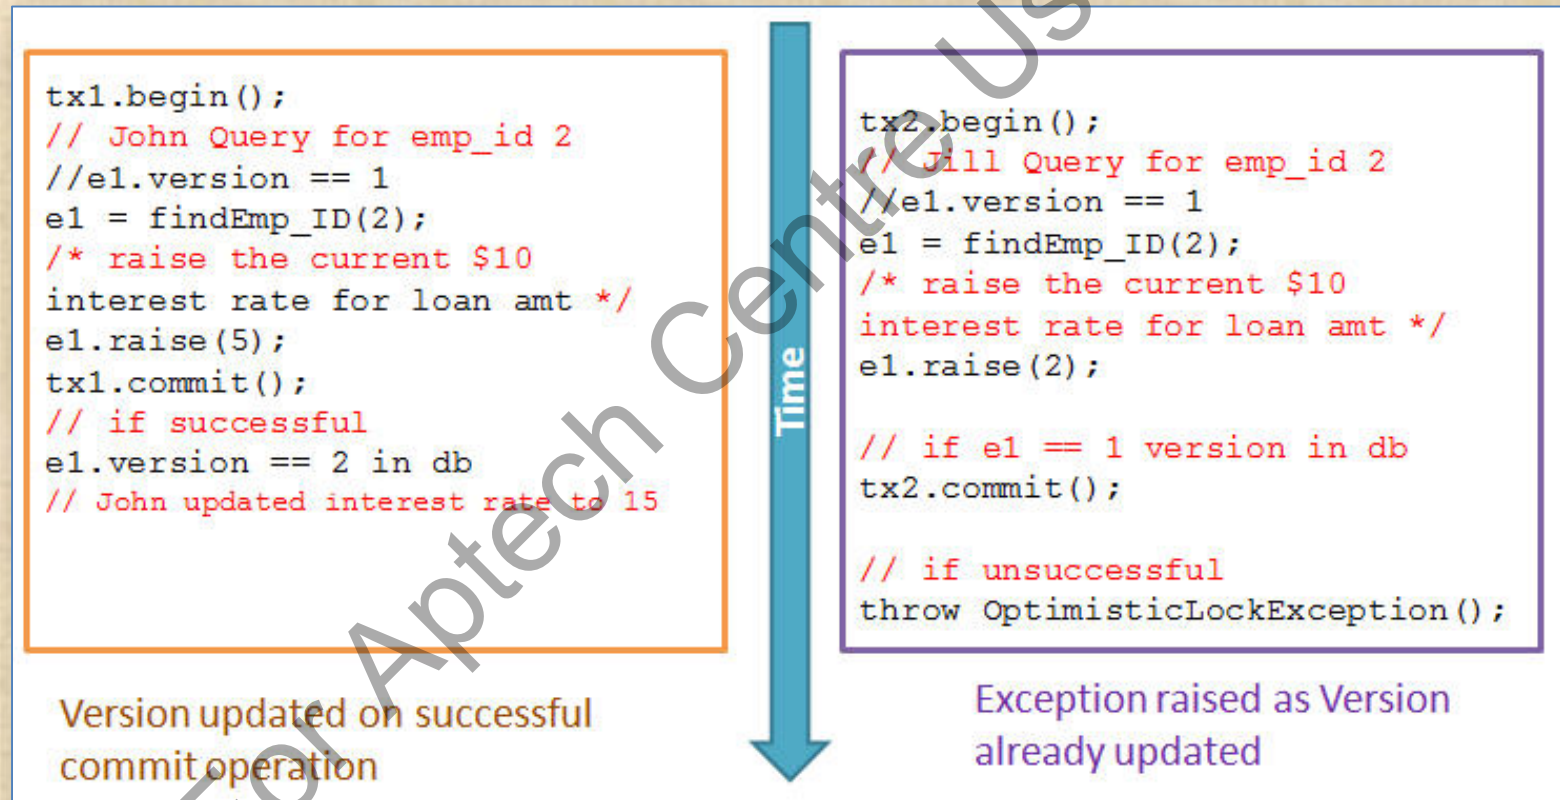 tx1.begin();
// John Query for emp_id 2
//e1.version == 1
e1 = findEmp_ID(2);
/* raise the current $10
interest rate for loan amt */
e1.raise(5);
tx1.commit();
// if successful
e1.version == 2 in db
// John updated interest rate to 15
Version updated on successful
commit operation
Time
tx2.begin();
// Jill Query for emp_id 2
//e1.version == 1
e1 = findEmp_ID(2);
/* raise the current $10
interest rate for loan amt */
e1.raise(2);
// if e1 == 1 version in db
tx2.commit();
// if unsuccessful
throw OptimisticLockException();
Exception raised as Version
already updated
For Aptech Centre Us